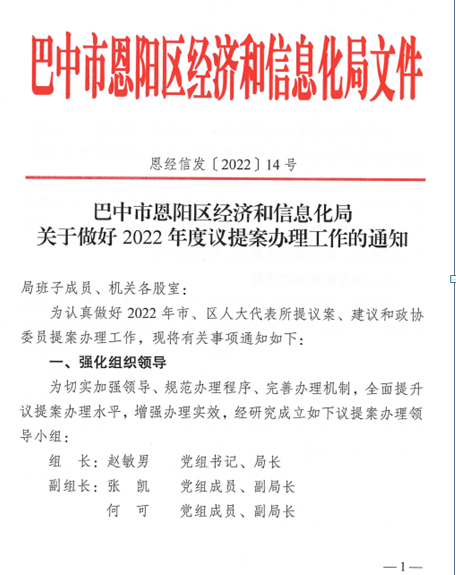 巴中市恩阳区经济和信息化局文件
恩经信发〔2022〕14 号
巴中市恩阳区经济和信息化局
关于做好 2022 年度议提案办理工作的通知
局班子成员、机关各股室：
为认真做好 2022 年市、区人大代表所提议案、建议和政协
委员提案办理工作，现将有关事项通知如下：
一、强化组织领导
为切实加强领导、规范办理程序、完善办理机制，全面提升
议提案办理水平，增强办理实效，经研究成立如下议提案办理领
导小组：
组 长：赵敏男 党组书记、局长
副组长：张 凯 党组成员、副局长
何 可 党组成员、副局长
— 1 —